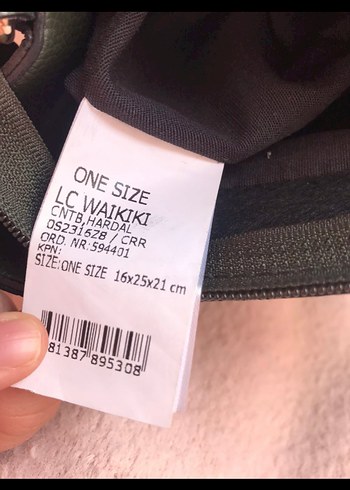 ONE SIZE
LC WAIKIKI
CNTB.HARDAL
OS2316Z8 / CRR
ORD. NR:594401
KPN:
SIZE:ONE SIZE 16x25x21 cm
81387 895308